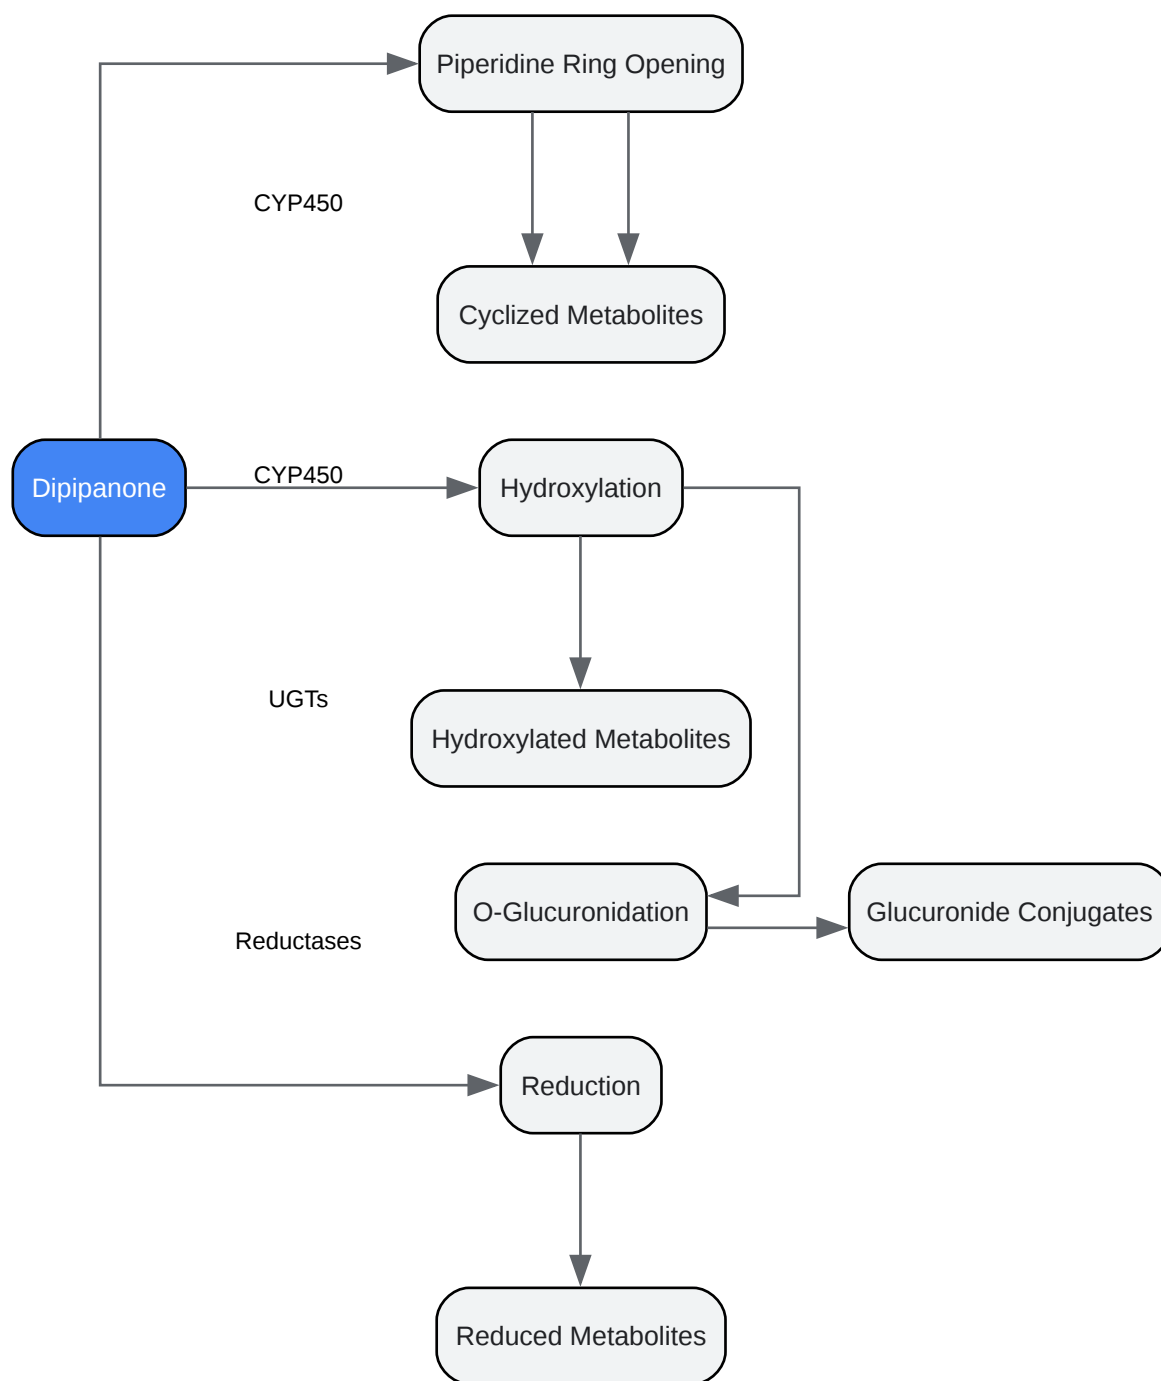 Piperidine Ring Opening
CYP450
Cyclized Metabolites
Dipipanone
CYP450
Hydroxylation
UGTs
Hydroxylated Metabolites
O-Glucuronidation
Glucuronide Conjugates
Reductases
Reduction
Reduced Metabolites